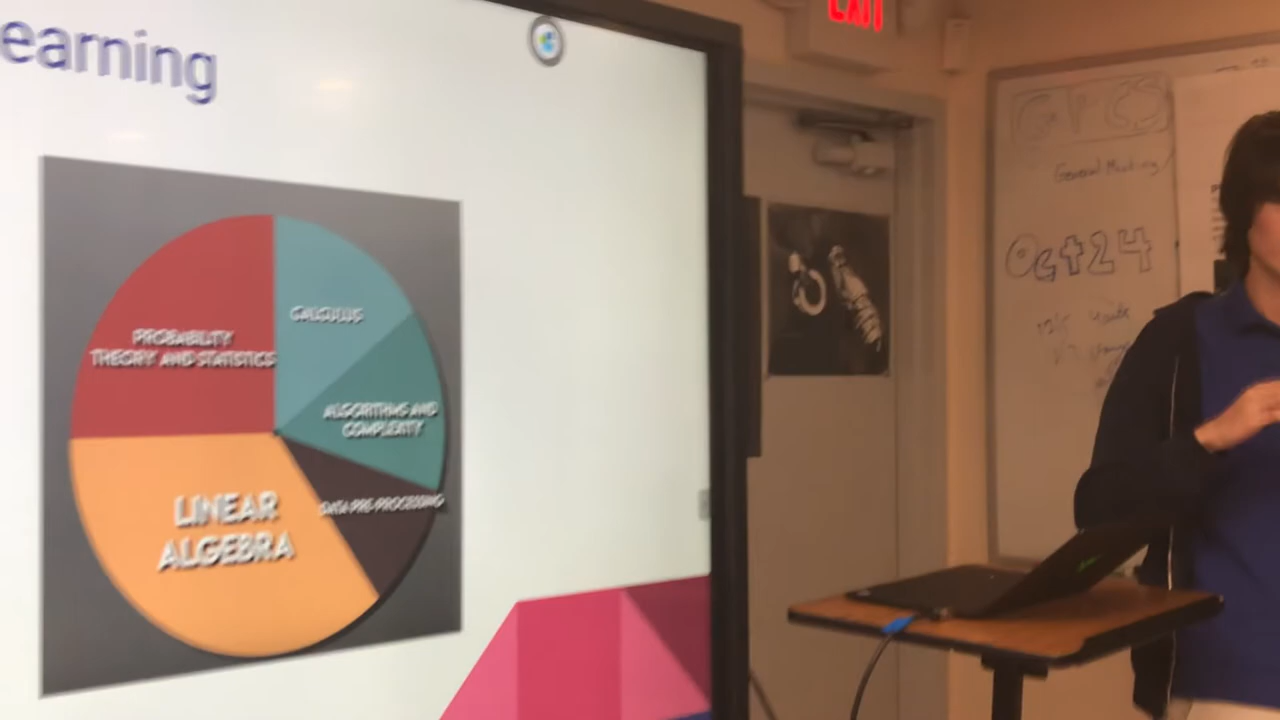 earning
EXIT
CPCS
General Meeting
Oct 24
CALCULUS
PROBABILITY
THEORY AND STATISTICS
ALGORITHMS AND
COMPLEXITY
LINEAR
ALGEBRA
DATA PRE-PROCESSING